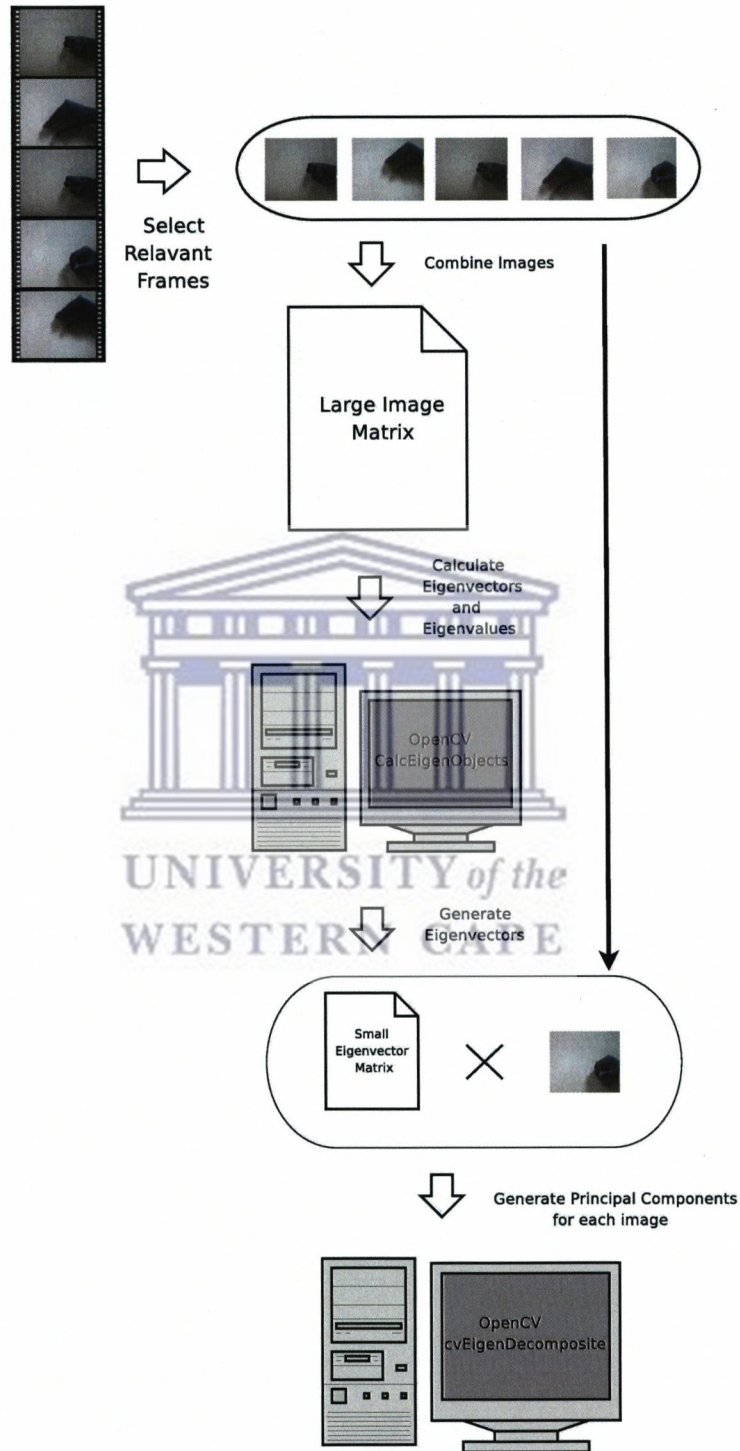 Select
Relavant
Frames
Combine Images
Large Image
Matrix
Calculate
Eigenvectors
and
Eigenvalues
OpenCV
CalcEigenObjects
UNIVERSITY of the
WESTERN CAPE
Generate
Eigenvectors
Small
Eigenvector
Matrix
Generate Principal Components
for each image
OpenCV
cvEigenDecomposite